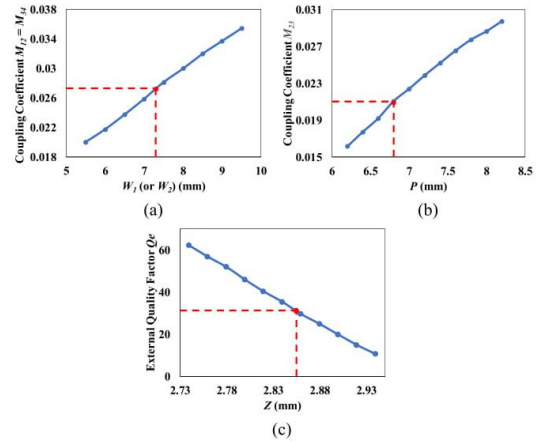 Coupling Coefficient M12 = M34
0.038
0.034
0.03
0.026
0.022
0.018
5 6 7 8 9 10
W1 (or W2) (mm)
(a)
Coupling Coefficient M23
0.031
0.027
0.023
0.019
0.015
6 6.5 7 7.5 8 8.5
P (mm)
(b)
External Quality Factor Qe
60
40
20
0
2.73 2.78 2.83 2.88 2.93
Z (mm)
(c)